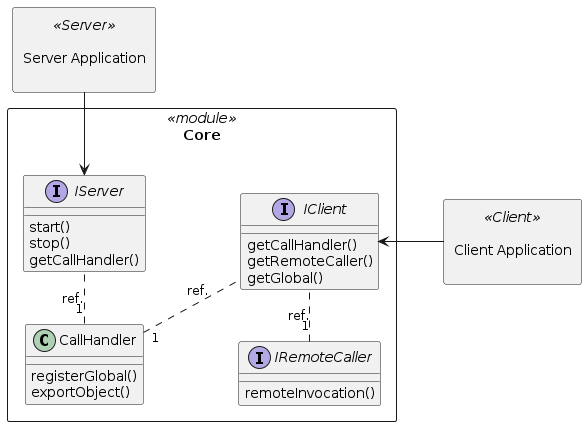 «Server»
Server Application
«module»
Core
I IServer
start()
stop()
getCallHandler()
I IClient
getCallHandler()
getRemoteCaller()
getGlobal()
«Client»
Client Application
ref.
1
ref.
1
ref.
1
C CallHandler
registerGlobal()
exportObject()
I IRemoteCaller
remoteInvocation()